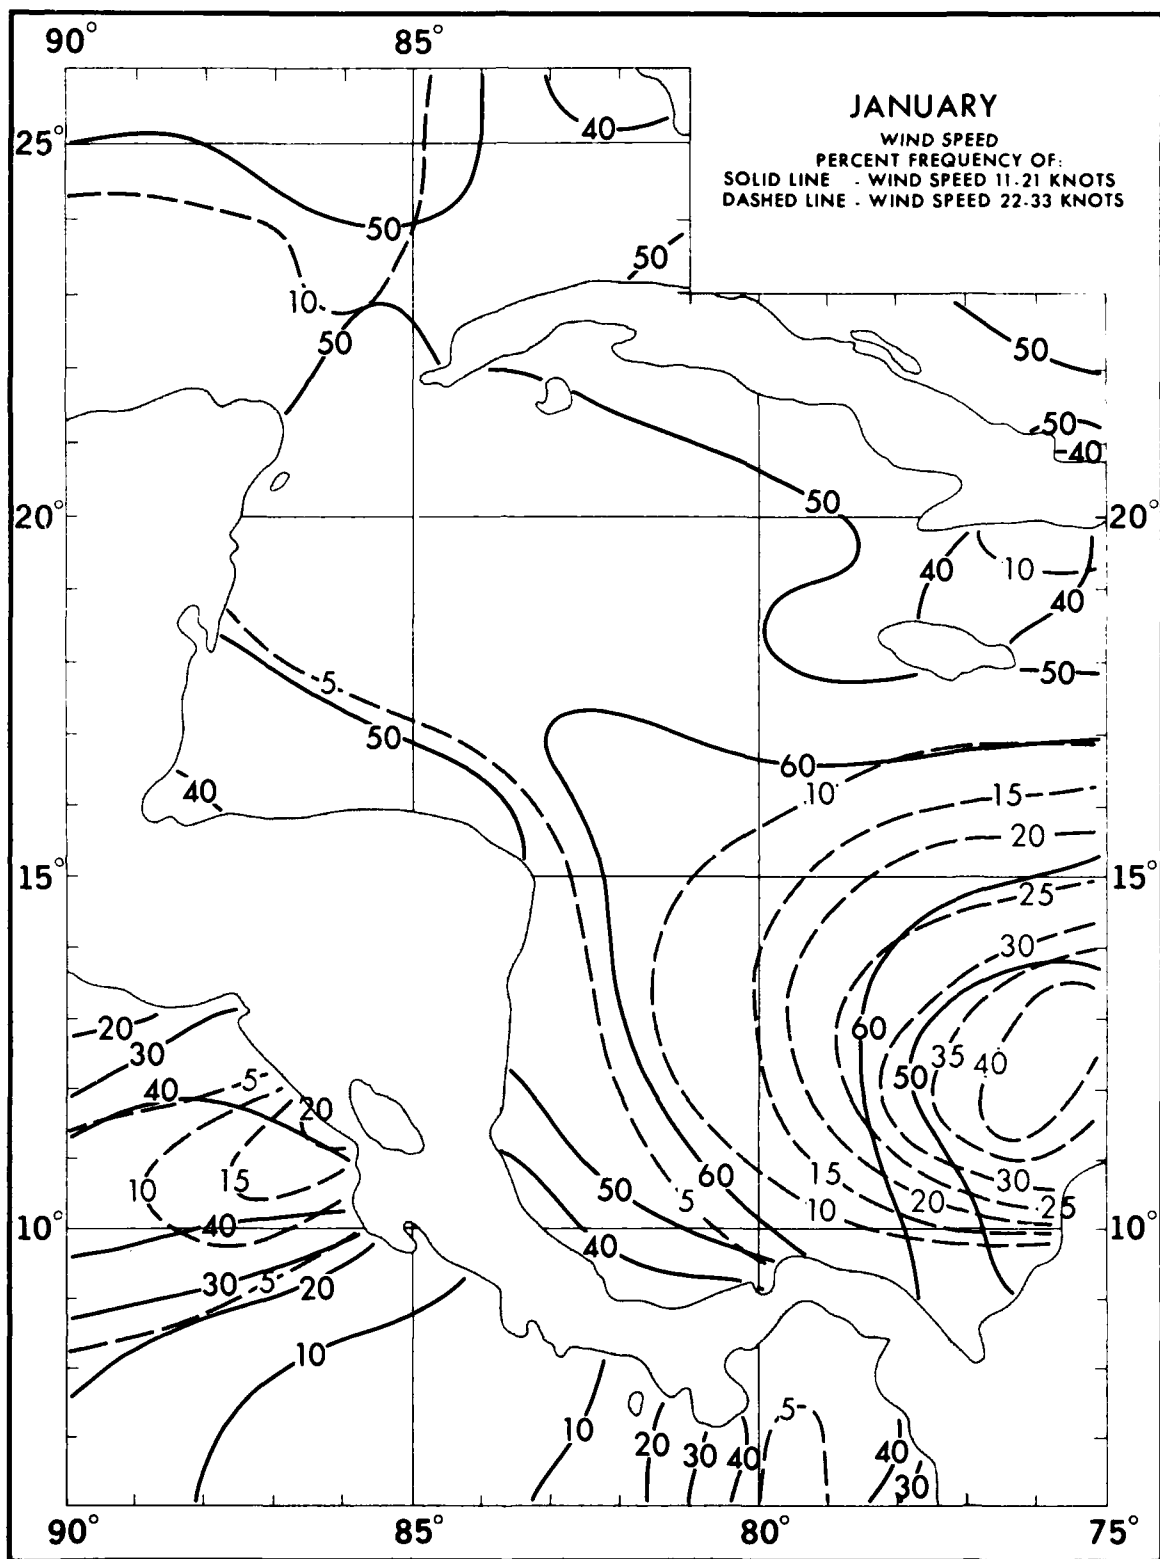 90° 85°
JANUARY
WIND SPEED
PERCENT FREQUENCY OF:
SOLID LINE - WIND SPEED 11-21 KNOTS
DASHED LINE - WIND SPEED 22-33 KNOTS
40
25°
50
50
10
50
50
50
40
20° 50 20°
40 10
40
50
5
50
60
40 10 15
20
15° 15°
25
30
20 60
30 35 40
5 50
40 20
10 15 50 60 15 30
5 20 25
10
10° 40 10°
40
30 5 20
10
10 5
20 30 40 40
30
90° 85° 80° 75°